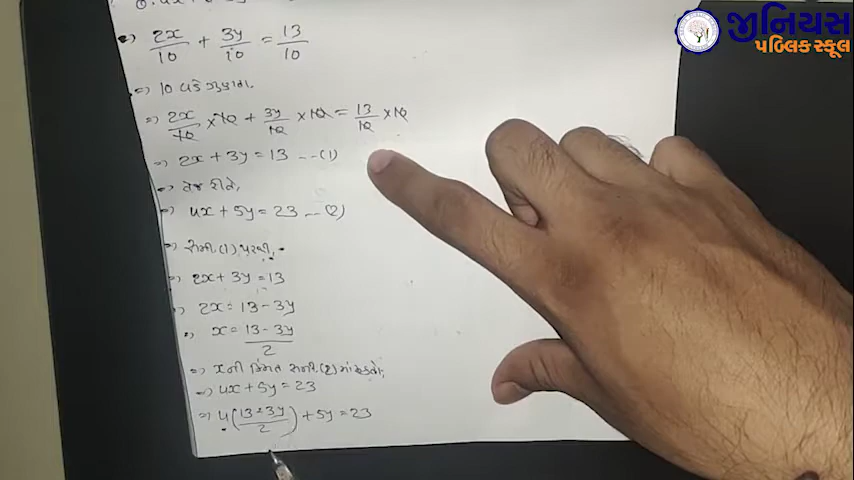 જીનિયસ
પબ્લિક સ્કૂલ
=> 2x/10 + 3y/10 = 13/10
=> 10 વડે ગુણતા.
=> 2x/10 × 10 + 3y/10 × 10 = 13/10 × 10
=> 2x + 3y = 13 --(1)
=> તેજ રીતે,
=> 4x + 5y = 23 --(2)
=> સમી.(1) પરથી,
=> 2x + 3y = 13
=> 2x = 13 - 3y
=> x = 13 - 3y/2
=> xની કિંમત સમી.(2)માં મુકતા,
=> 4x + 5y = 23
=> 4(13 - 3y/2) + 5y = 23